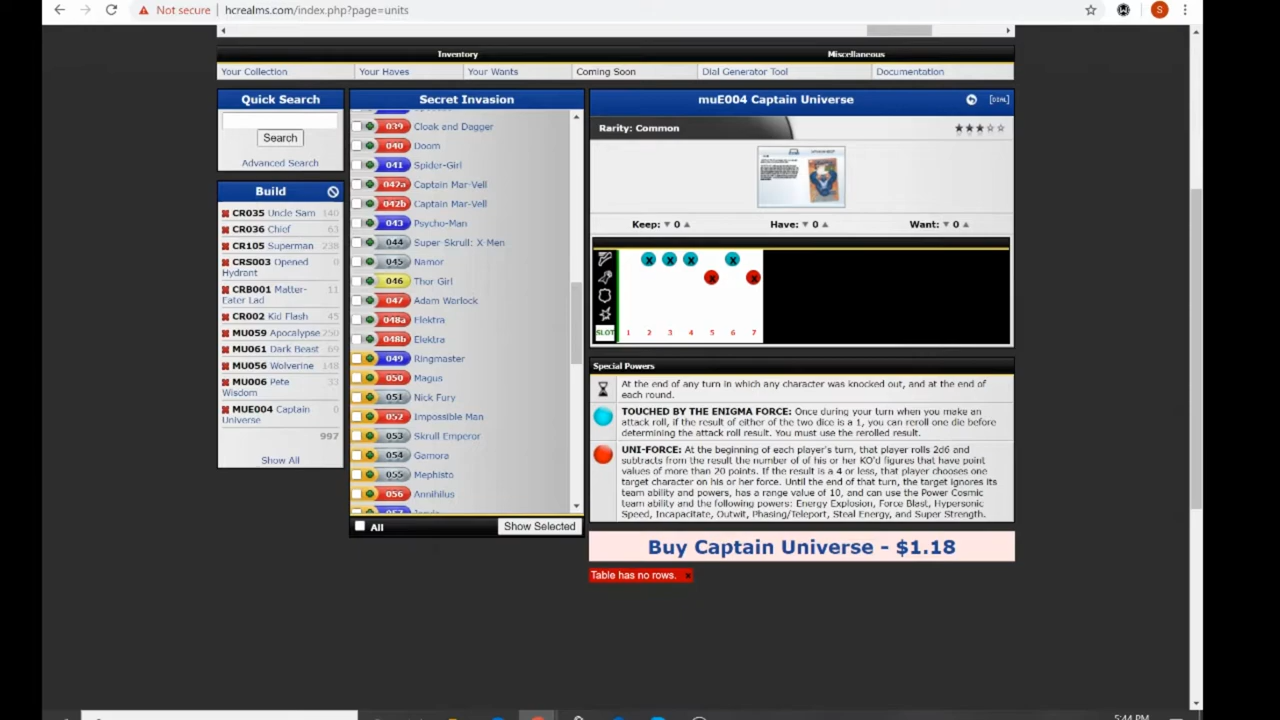 Not secure
hcrealms.com/index.php?page=units
S
Inventory
Miscellaneous
Your Collection
Your Haves
Your Wants
Coming Soon
Dial Generator Tool
Documentation
Quick Search
Search
Advanced Search
Build
CR035 Uncle Sam 140
CR036 Chief 63
CR105 Superman 238
CRS003 Opened 0
Hydrant
CRB001 Matter- 11
Eater Lad
CR002 Kid Flash 45
MU059 Apocalypse 250
MU061 Dark Beast 69
MU056 Wolverine 148
MU006 Pete 33
Wisdom
MUE004 Captain 0
Universe
997
Show All
Secret Invasion
039 Cloak and Dagger
040 Doom
041 Spider-Girl
042a Captain Mar-Vell
042b Captain Mar-Vell
043 Psycho-Man
044 Super Skrull: X-Men
045 Namor
046 Thor Girl
047 Adam Warlock
048a Elektra
048b Elektra
049 Ringmaster
050 Magus
051 Nick Fury
052 Impossible Man
053 Skrull Emperor
054 Gamora
055 Mephisto
056 Annihilus
All
Show Selected
muE004 Captain Universe
[DIAL]
Rarity: Common
Keep: 0
Have: 0
Want: 0
X X X X
X X
SLOT 1 2 3 4 5 6 7
Special Powers
At the end of any turn in which any character was knocked out, and at the end of
each round.
TOUCHED BY THE ENIGMA FORCE: Once during your turn when you make an
attack roll, if the result of either of the two dice is a 1, you can reroll one die before
determining the attack roll result. You must use the rerolled result.
UNI-FORCE: At the beginning of each player's turn, that player rolls 2d6 and
subtracts from the result the number of of his or her KO'd figures that have point
values of more than 20 points. If the result is a 4 or less, that player chooses one
target character on his or her force. Until the end of that turn, the target ignores its
team ability and powers, has a range value of 10, and can use the Power Cosmic
team ability and the following powers: Energy Explosion, Force Blast, Hypersonic
Speed, Incapacitate, Outwit, Phasing/Teleport, Steal Energy, and Super Strength.
Buy Captain Universe - $1.18
Table has no rows. x
5:44 PM